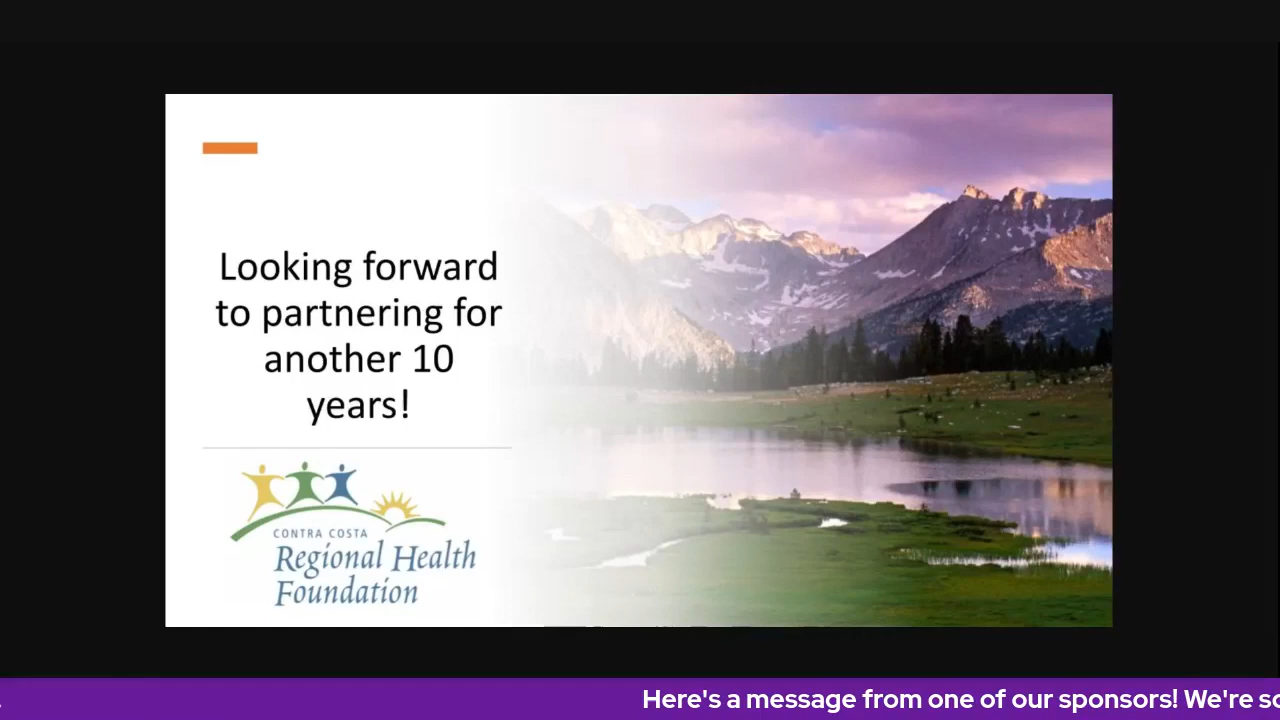 Looking forward
to partnering for
another 10
years!
CONTRA COSTA
Regional Health
Foundation
Here's a message from one of our sponsors! We're